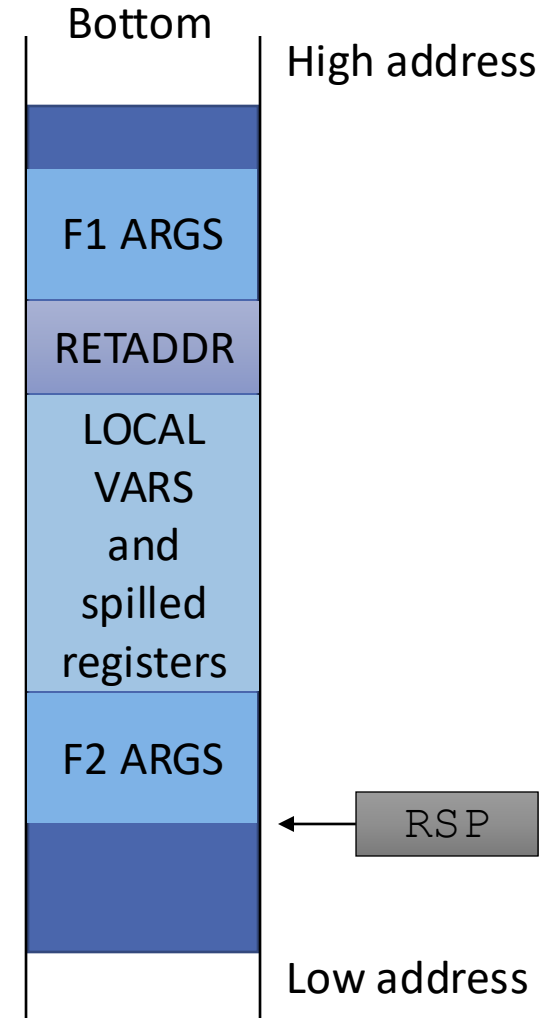 Bottom
High address
F1 ARGS
RETADDR
LOCAL
VARS
and
spilled
registers
F2 ARGS
RSP
Low address